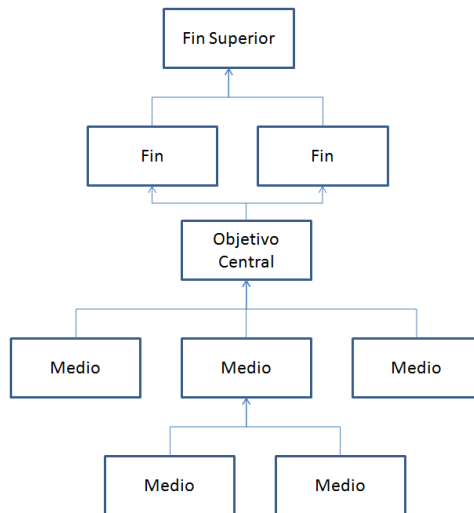 Fin Superior
Fin
Fin
Objetivo
Central
Medio
Medio
Medio
Medio
Medio